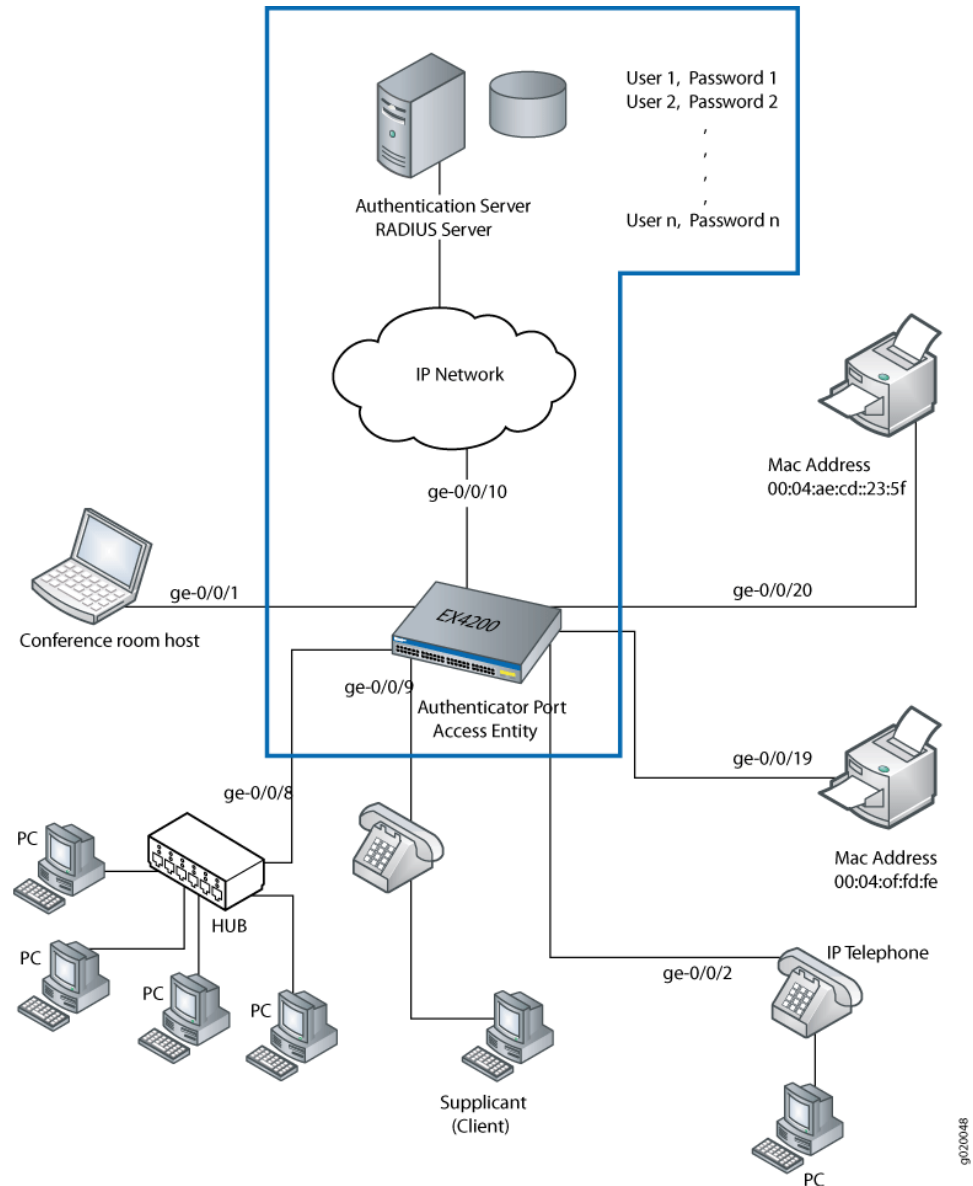 User 1, Password 1
User 2, Password 2
,
,
,
,
User n, Password n
Authentication Server
RADIUS Server
IP Network
ge-0/0/10
Mac Address
00:04:ae:cd::23:5f
ge-0/0/1
ge-0/0/20
Conference room host
EX4200
ge-0/0/9
Authenticator Port
Access Entity
ge-0/0/19
ge-0/0/8
PC
Mac Address
00:04:of:fd:fe
HUB
PC
PC
PC
IP Telephone
ge-0/0/2
Supplicant
(Client)
PC
g020048